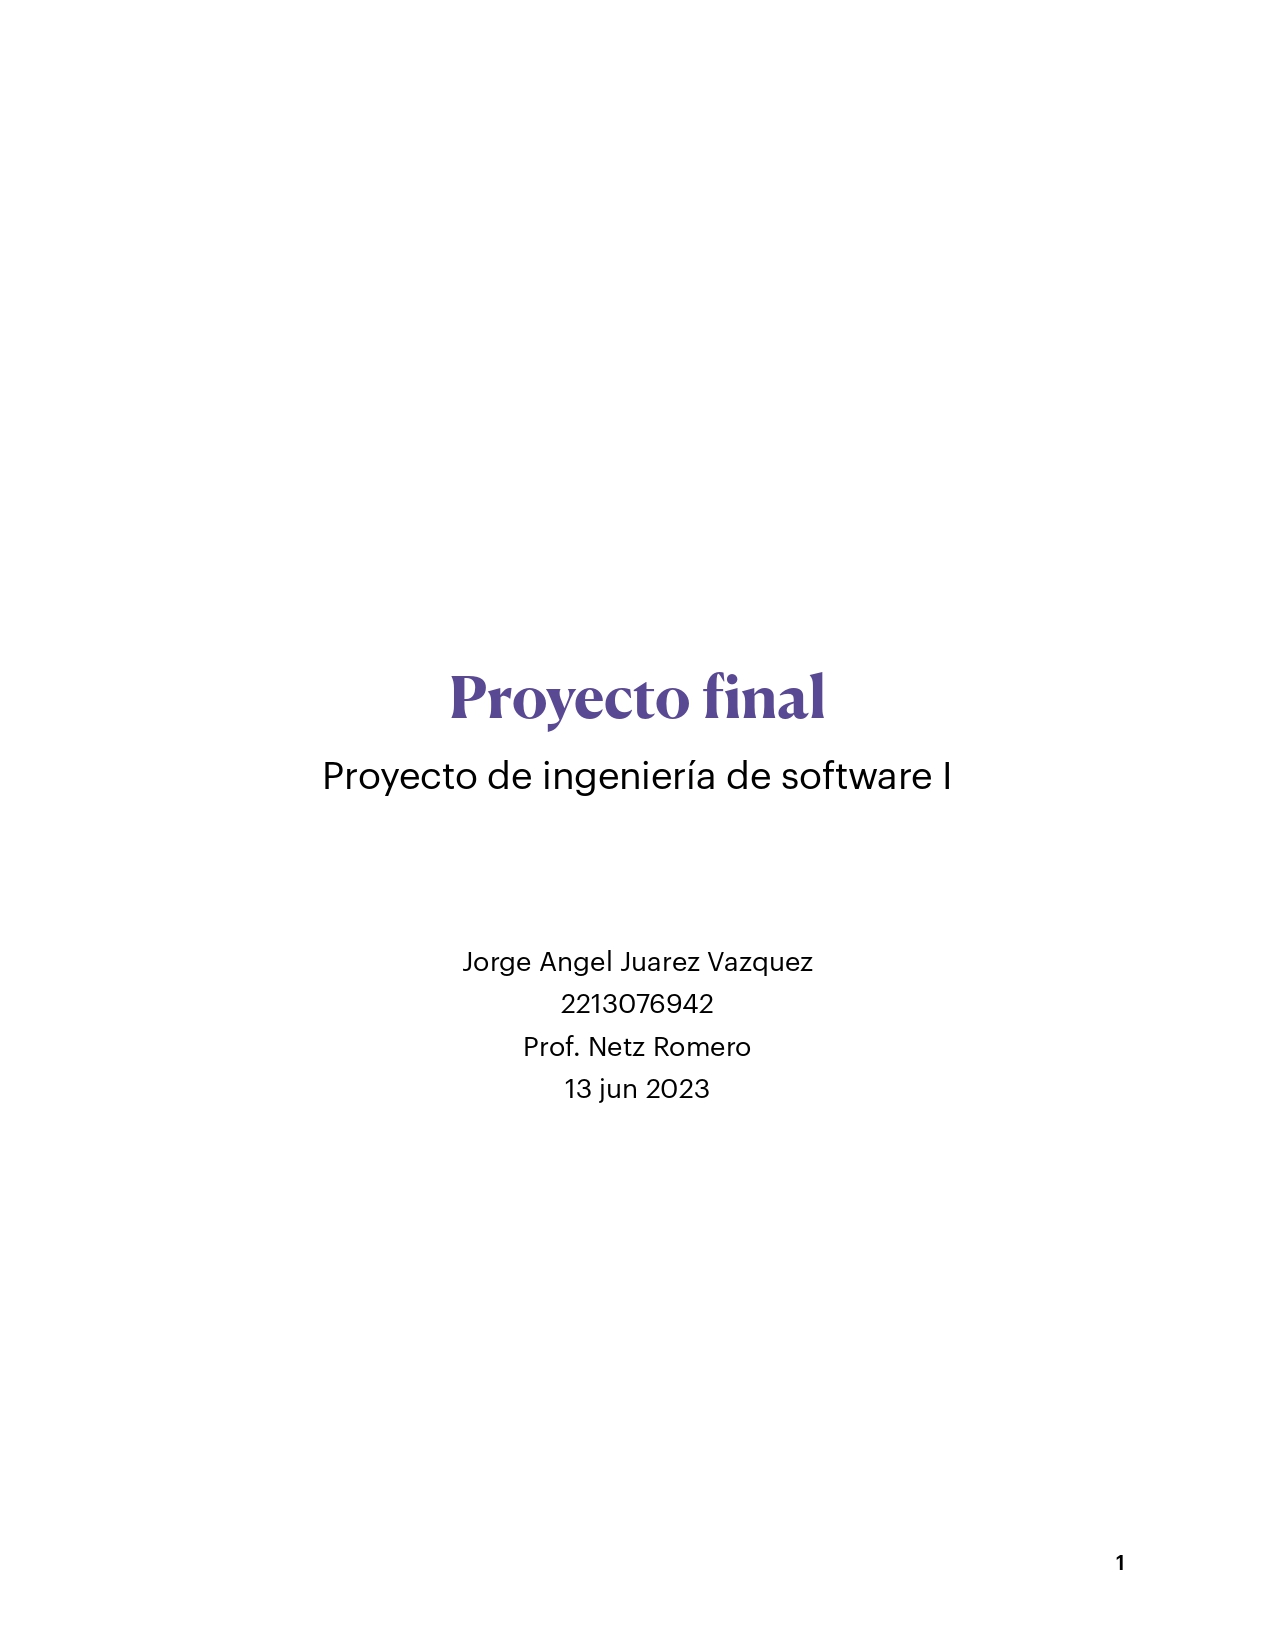 Proyecto final
Proyecto de ingeniería de software I
Jorge Angel Juarez Vazquez
2213076942
Prof. Netz Romero
13 jun 2023
1